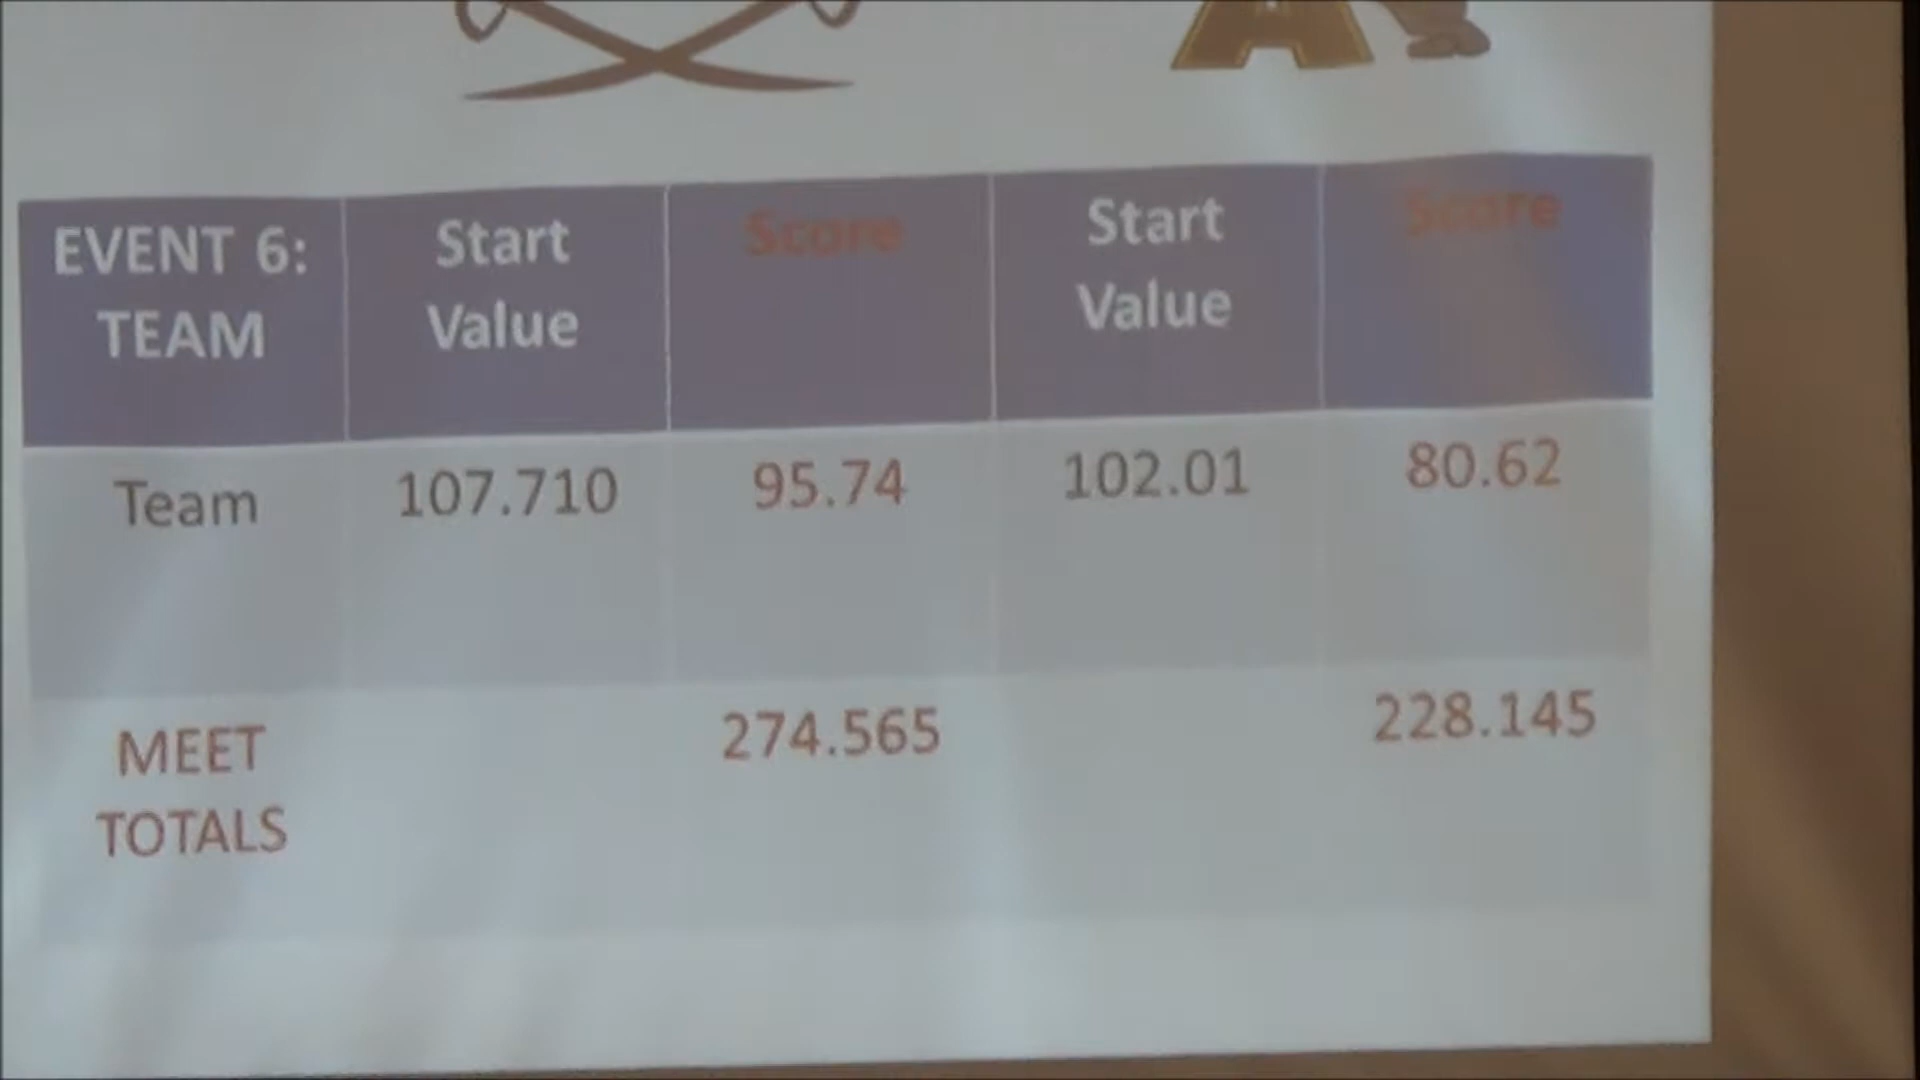 A
EVENT 6: TEAM
Start Value
Score
Start Value
Score
Team
107.710
95.74
102.01
80.62
MEET TOTALS
274.565
228.145